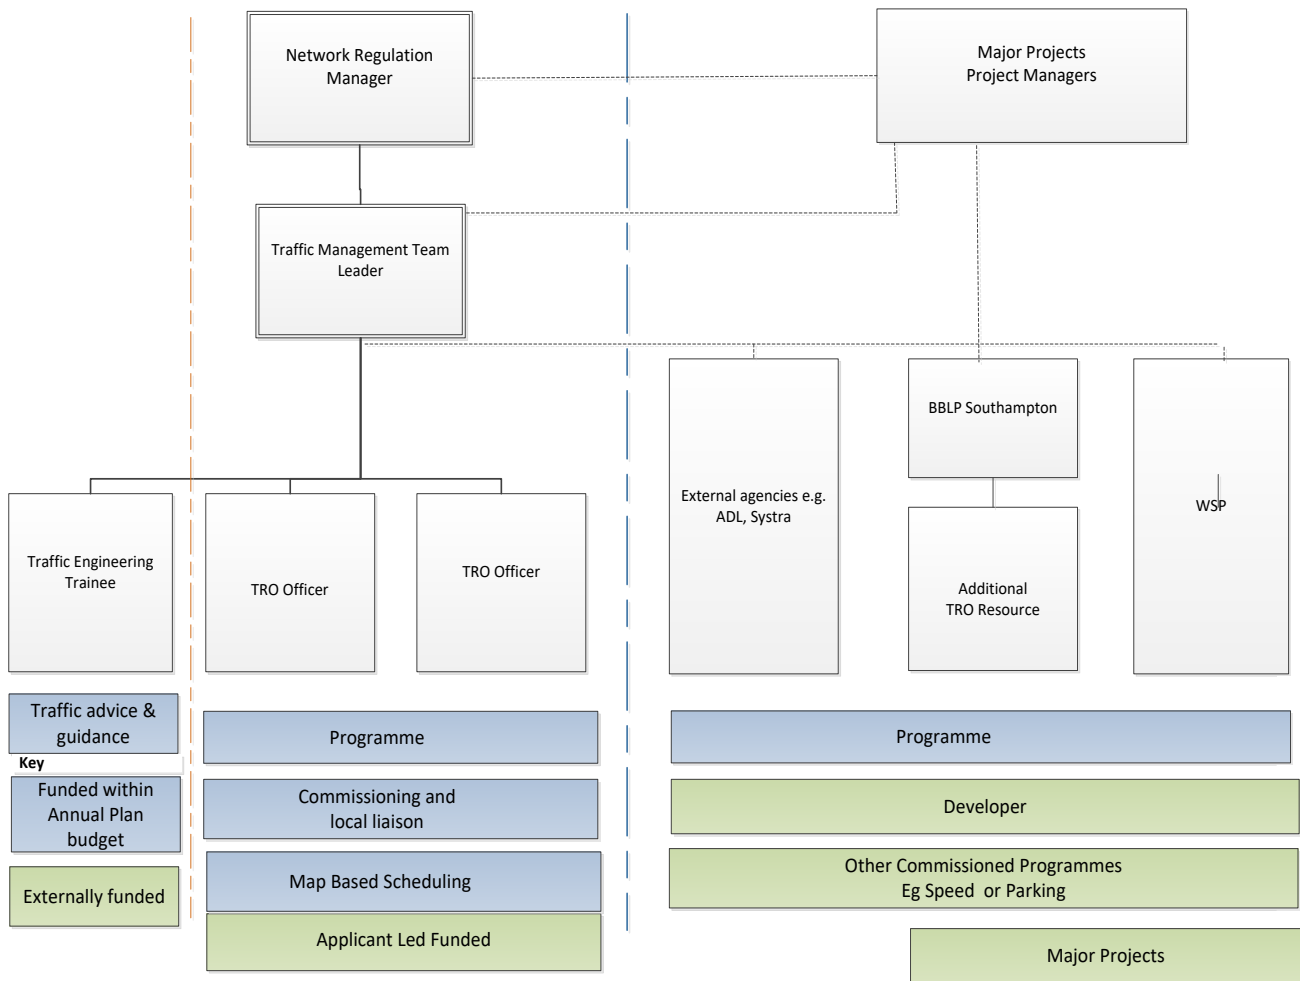 Network Regulation
Manager
Major Projects
Project Managers
Traffic Management Team
Leader
BBLP Southampton
External agencies e.g.
ADL, Systra
WSP
Traffic Engineering
Trainee
TRO Officer
TRO Officer
Additional
TRO Resource
Traffic advice &
guidance
Programme
Programme
Key
Funded within
Annual Plan
budget
Commissioning and
local liaison
Developer
Map Based Scheduling
Other Commissioned Programmes
Eg Speed or Parking
Externally funded
Applicant Led Funded
Major Projects